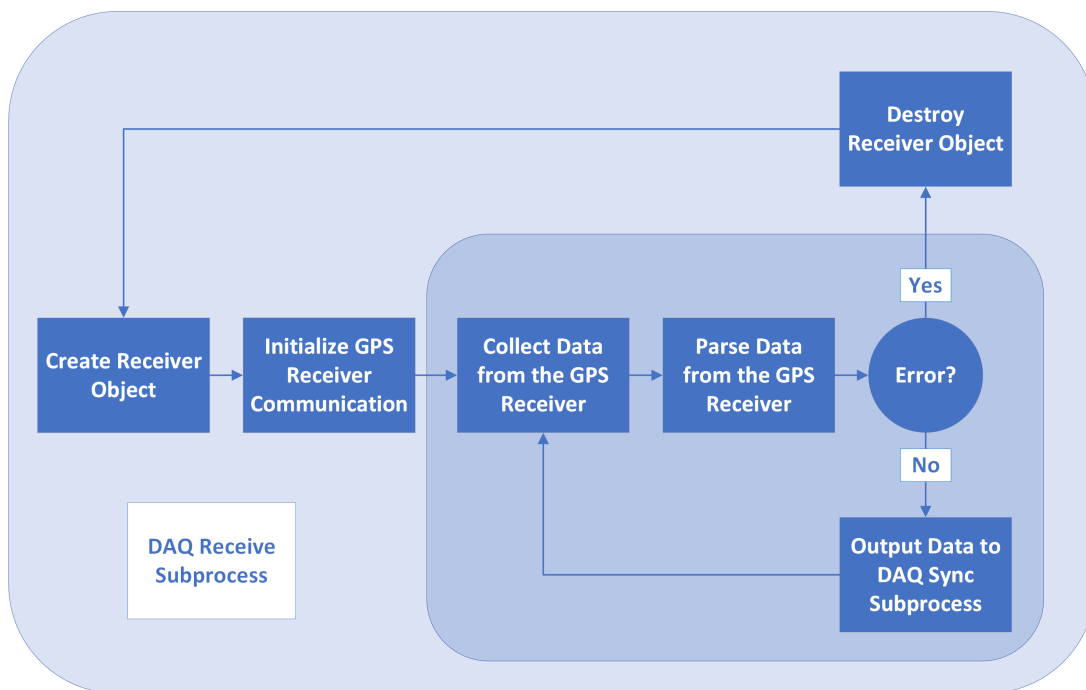 Destroy
Receiver Object
Yes
Create Receiver
Object
Initialize GPS
Receiver
Communication
Collect Data
from the GPS
Receiver
Parse Data
from the GPS
Receiver
Error?
No
DAQ Receive
Subprocess
Output Data to
DAQ Sync
Subprocess